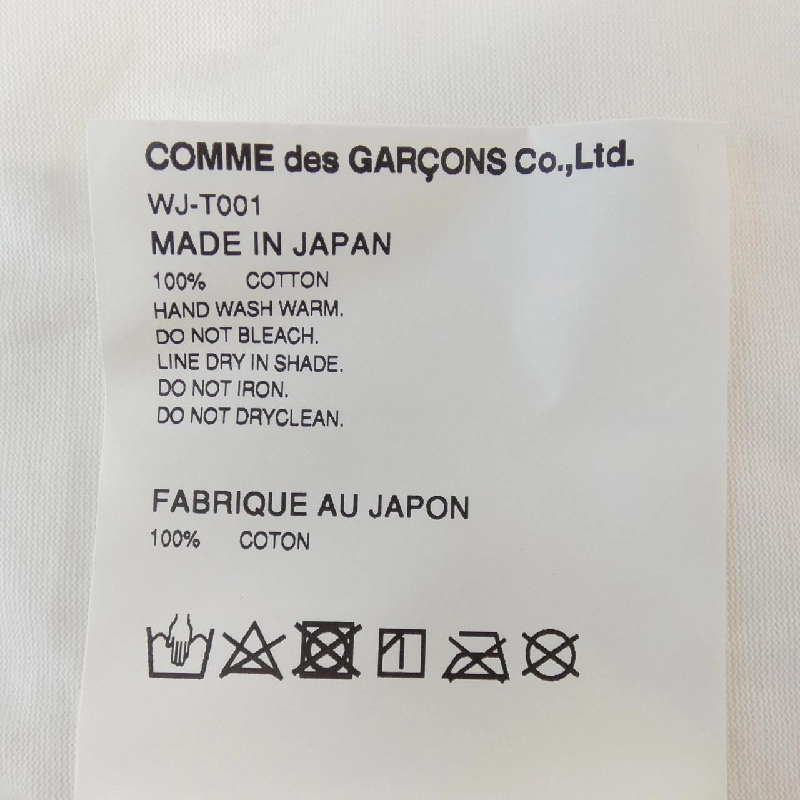 COMME des GARÇONS Co.,Ltd.
WJ-T001
MADE IN JAPAN
100% COTTON
HAND WASH WARM.
DO NOT BLEACH.
LINE DRY IN SHADE.
DO NOT IRON.
DO NOT DRYCLEAN.
FABRIQUE AU JAPON
100% COTON